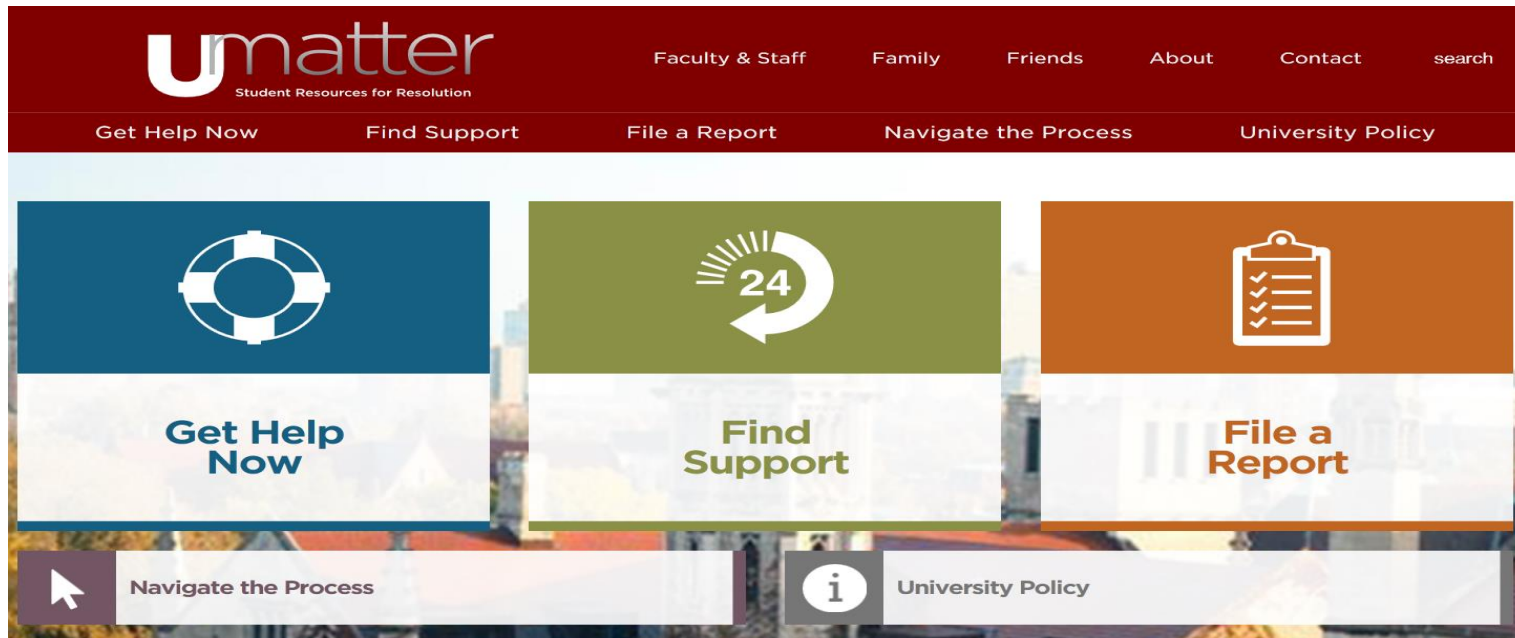 umatter
Student Resources for Resolution
Faculty & Staff Family Friends About Contact search
Get Help Now Find Support File a Report Navigate the Process University Policy
24
Get Help
Now
Find
Support
File a
Report
Navigate the Process
i
University Policy